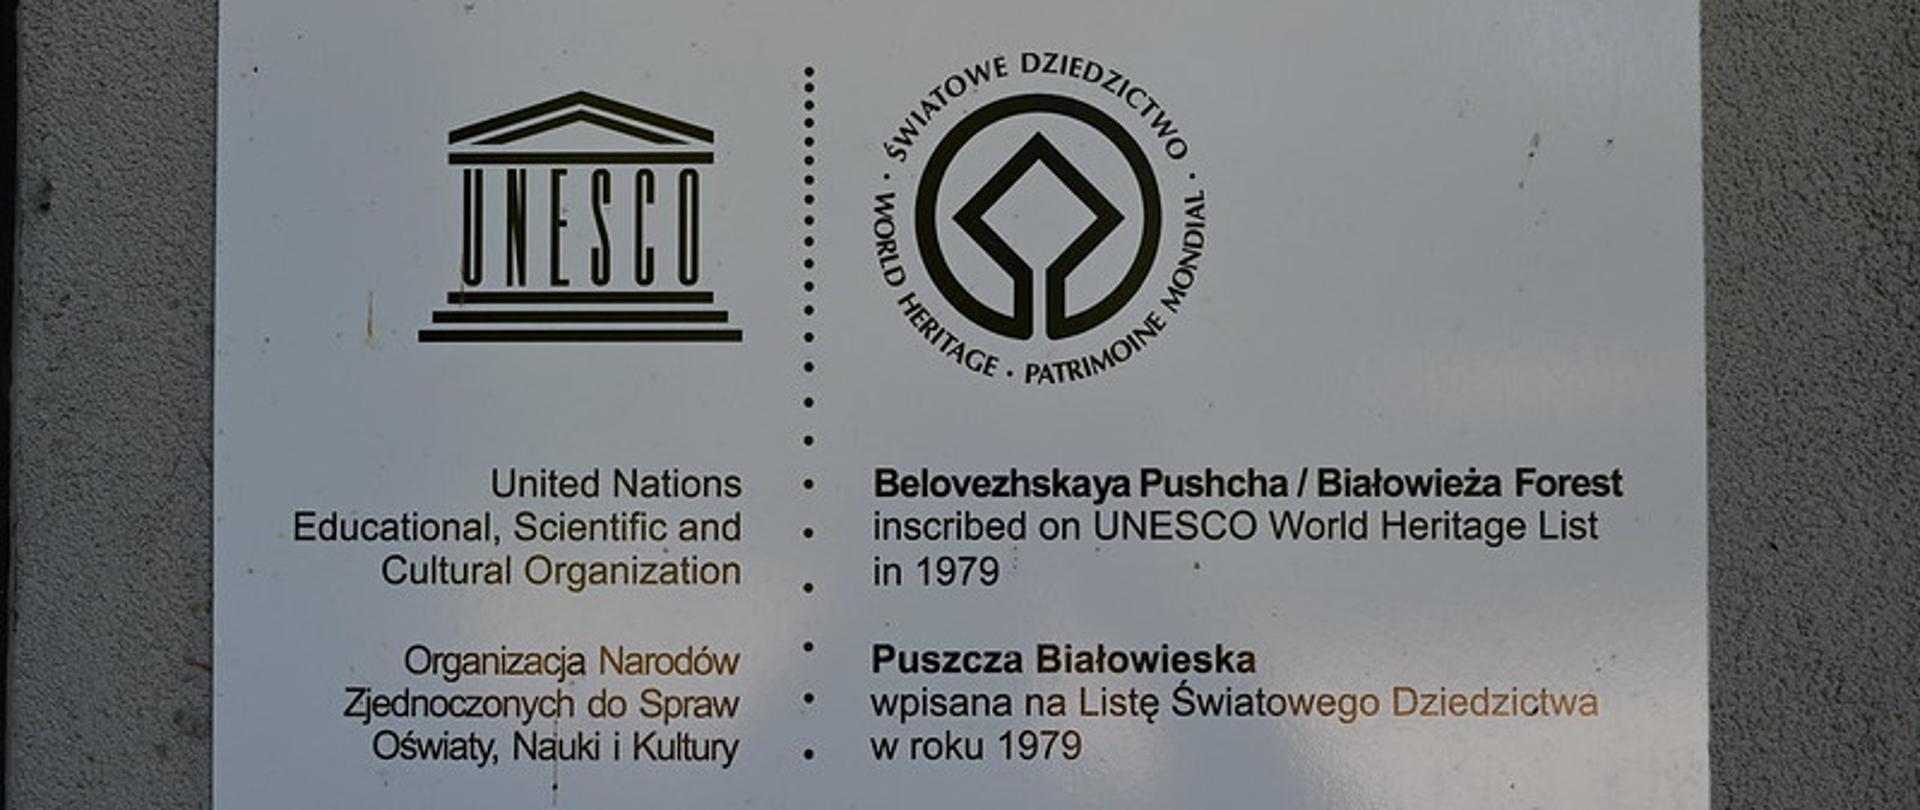 UNESCO
United Nations
Educational, Scientific and
Cultural Organization
Organizacja Narodów
Zjednoczonych do Spraw
Oświaty, Nauki i Kultury
ŚWIATOWE DZIEDZICTWO ·
WORLD HERITAGE · PATRIMOINE MONDIAL ·
Belovezhskaya Pushcha / Białowieża Forest
inscribed on UNESCO World Heritage List
in 1979
Puszcza Białowieska
wpisana na Listę Światowego Dziedzictwa
w roku 1979